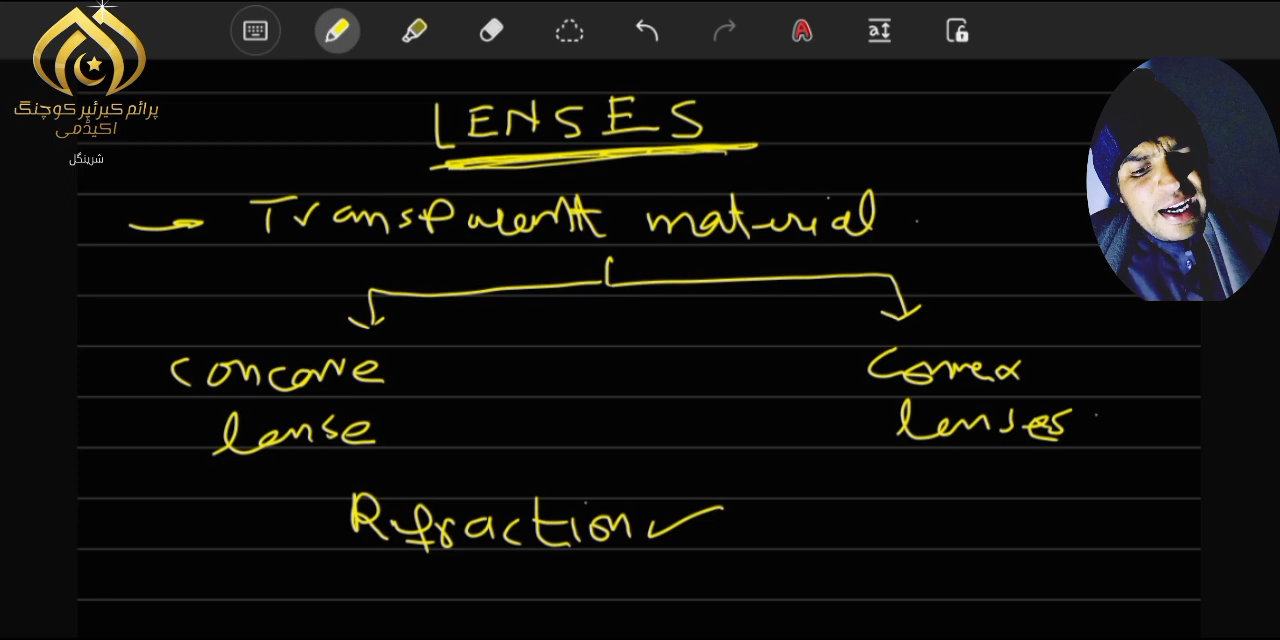 پرائم کیرئیر کوچنگ
اکیڈمی
شرینگل
LENSES
Transparent material
concave
lense
Convex
lenses
Refraction